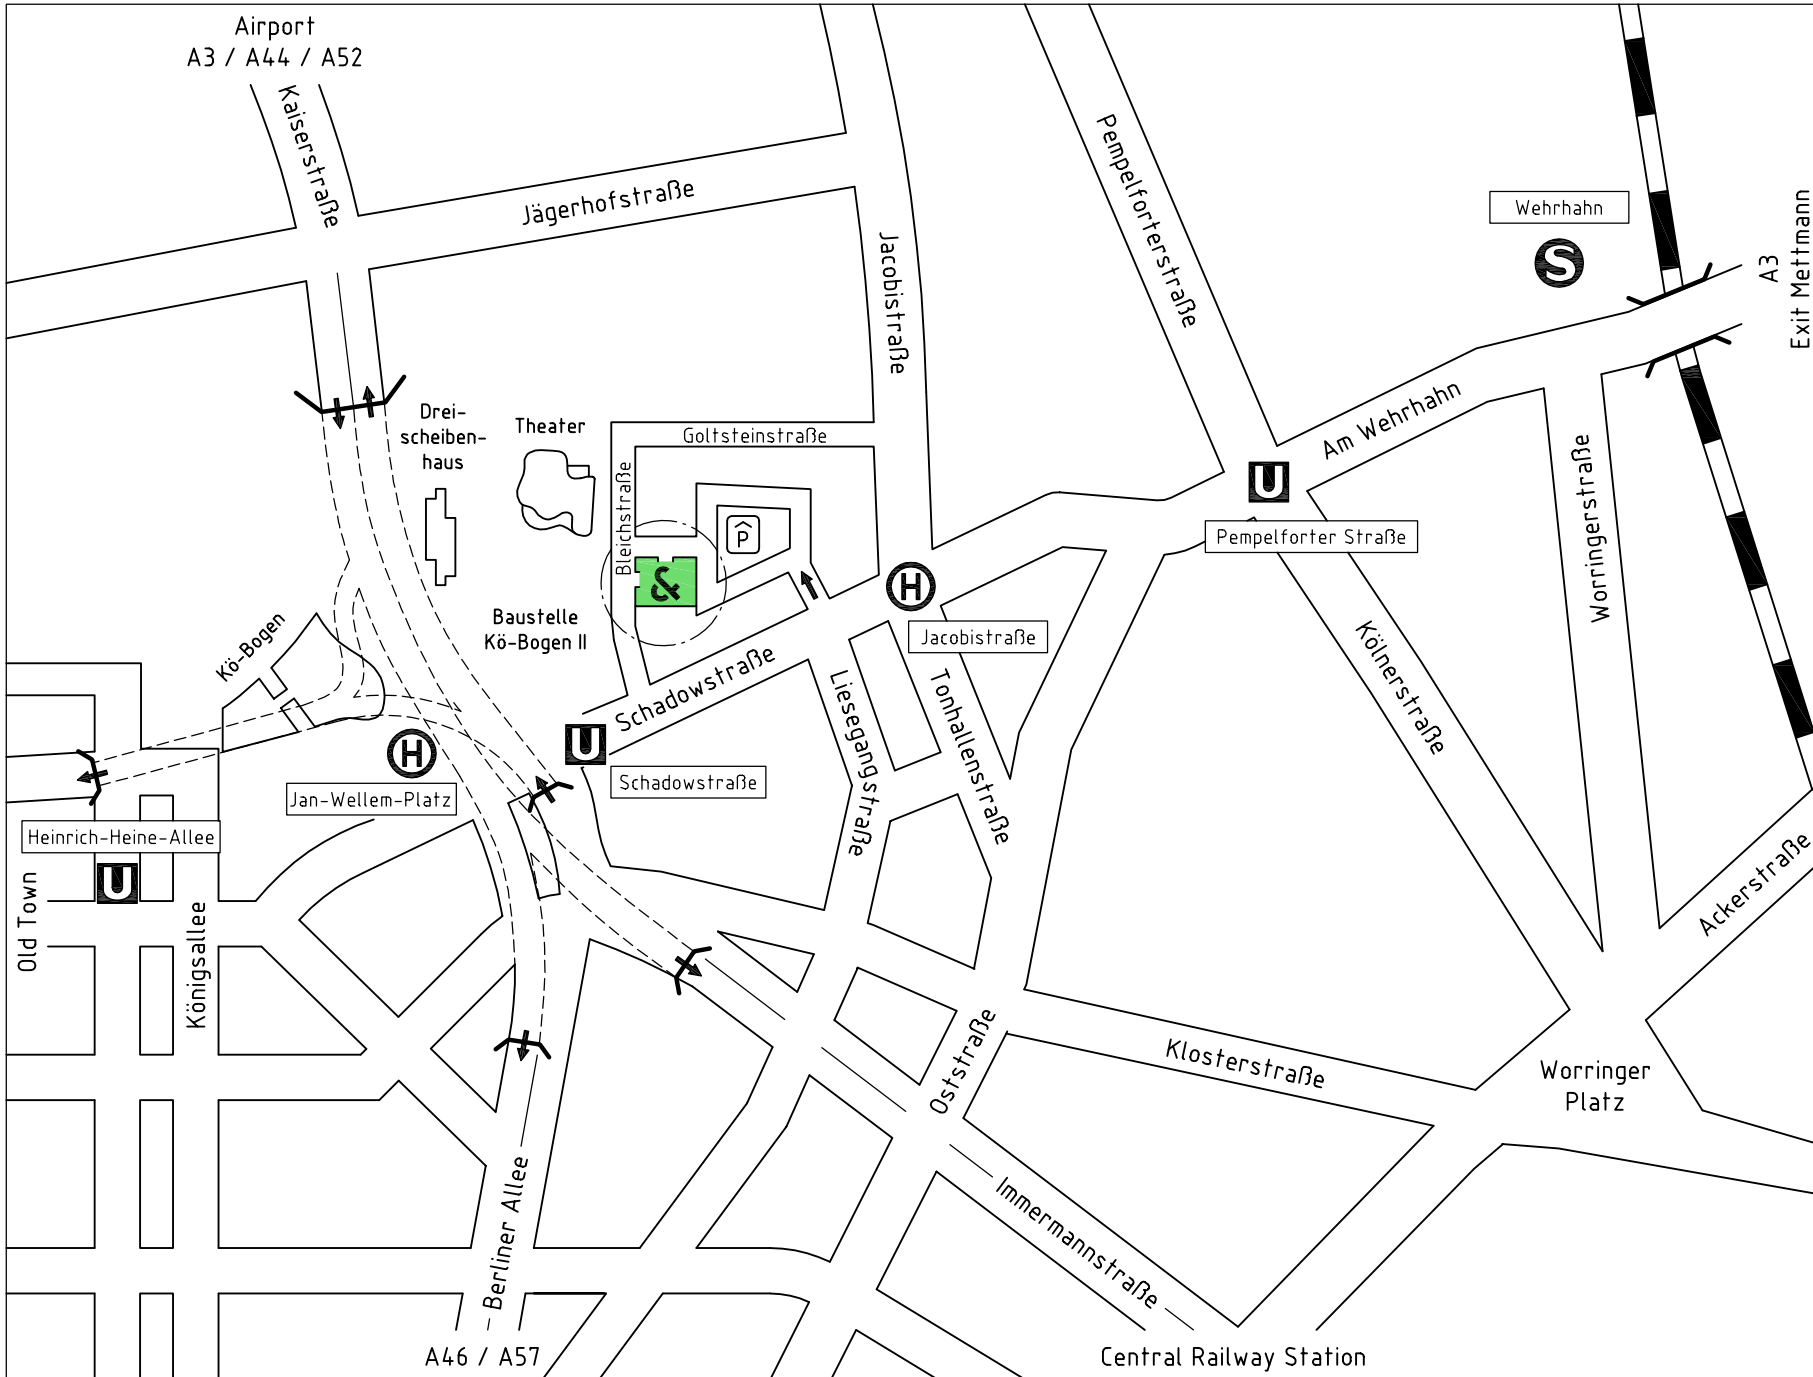 Airport
A3 / A44 / A52
Kaiserstraße
Jägerhofstraße
Jacobistraße
Pempelforterstraße
Wehrhahn
S
A3
Exit Mettmann
Drei-
scheiben-
haus
Theater
Goltsteinstraße
Bleichstraße
P
&
Am Wehrhahn
U
Pempelforter Straße
Worringerstraße
H
Jacobistraße
Baustelle
Kö-Bogen II
Kö-Bogen
Schadowstraße
Liesegangstraße
Tonhallenstraße
Kölnerstraße
U
Schadowstraße
H
Jan-Wellem-Platz
Heinrich-Heine-Allee
U
Old Town
Königsallee
Ackerstraße
Oststraße
Klosterstraße
Worringer
Platz
Immermannstraße
Berliner Allee
A46 / A57
Central Railway Station